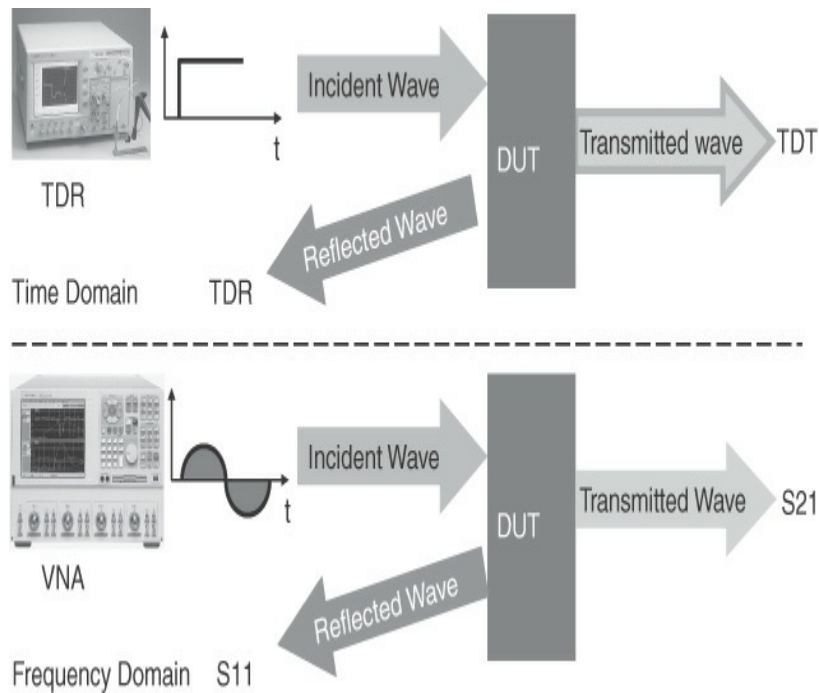 t
Incident Wave
DUT
Transmitted wave
TDT
TDR
Reflected Wave
Time Domain
TDR
t
Incident Wave
DUT
Transmitted Wave
S21
VNA
Reflected Wave
Frequency Domain
S11